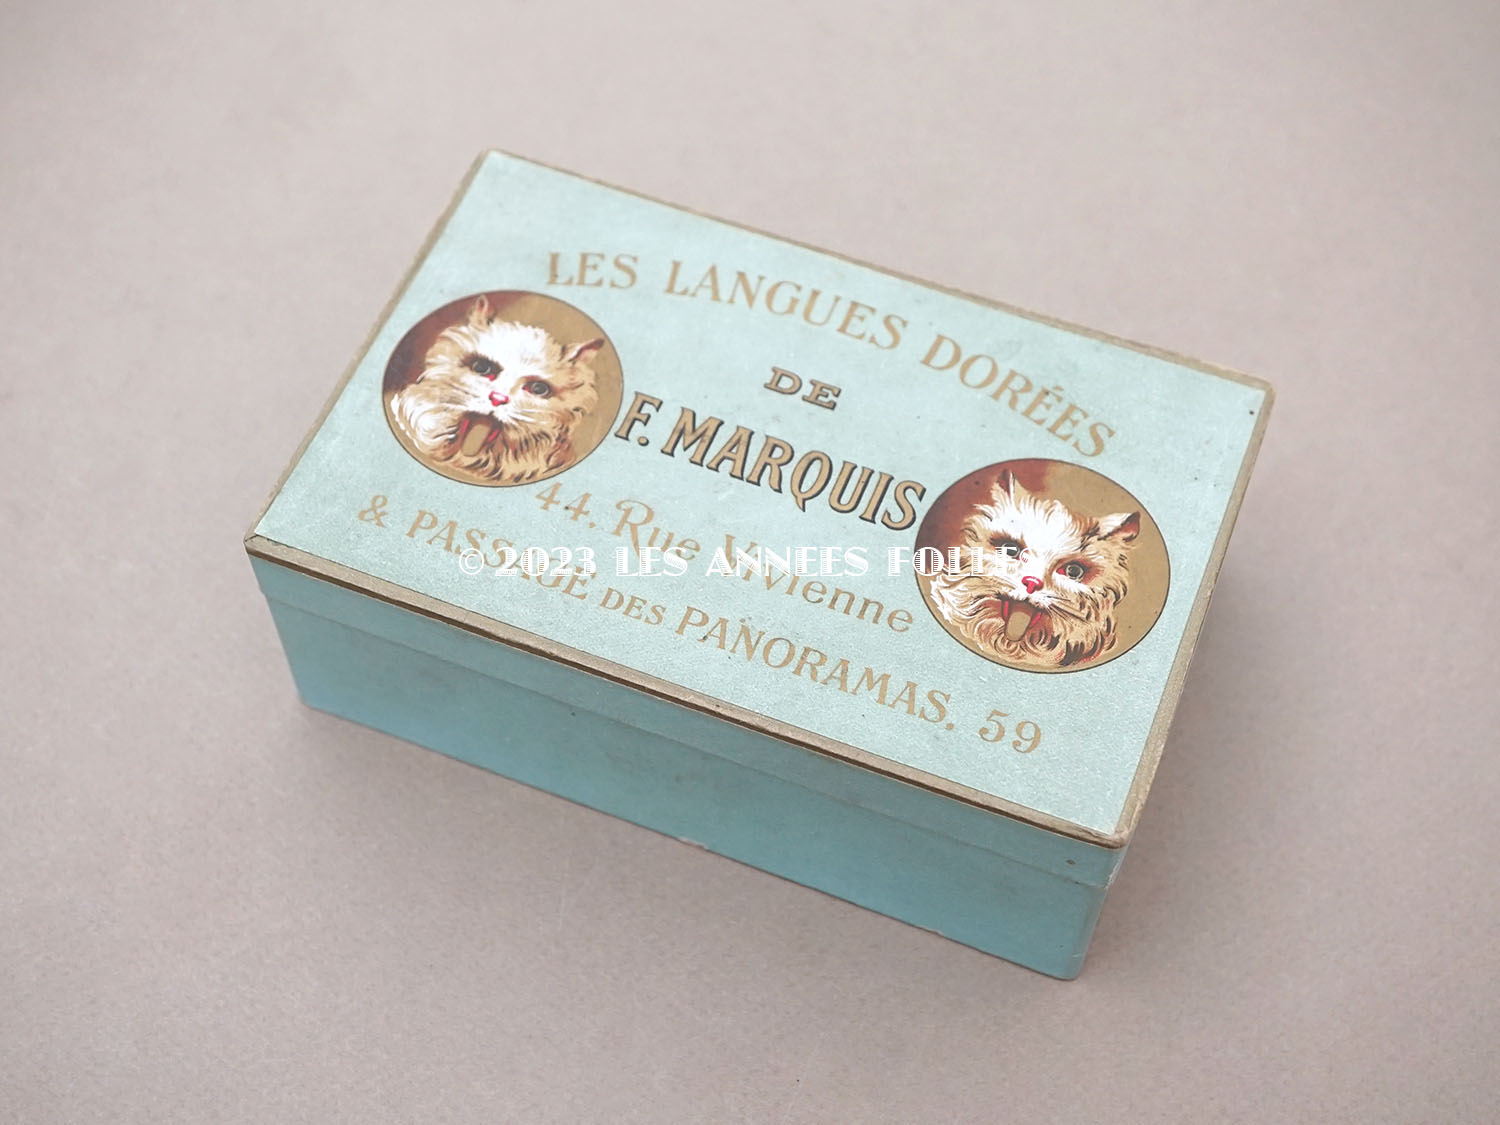 LES LANGUES DORÉES
DE
F. MARQUIS
44. Rue Vivienne
& PASSAGE DES PANORAMAS. 59
© 2023 LES ANNEES FOLLES